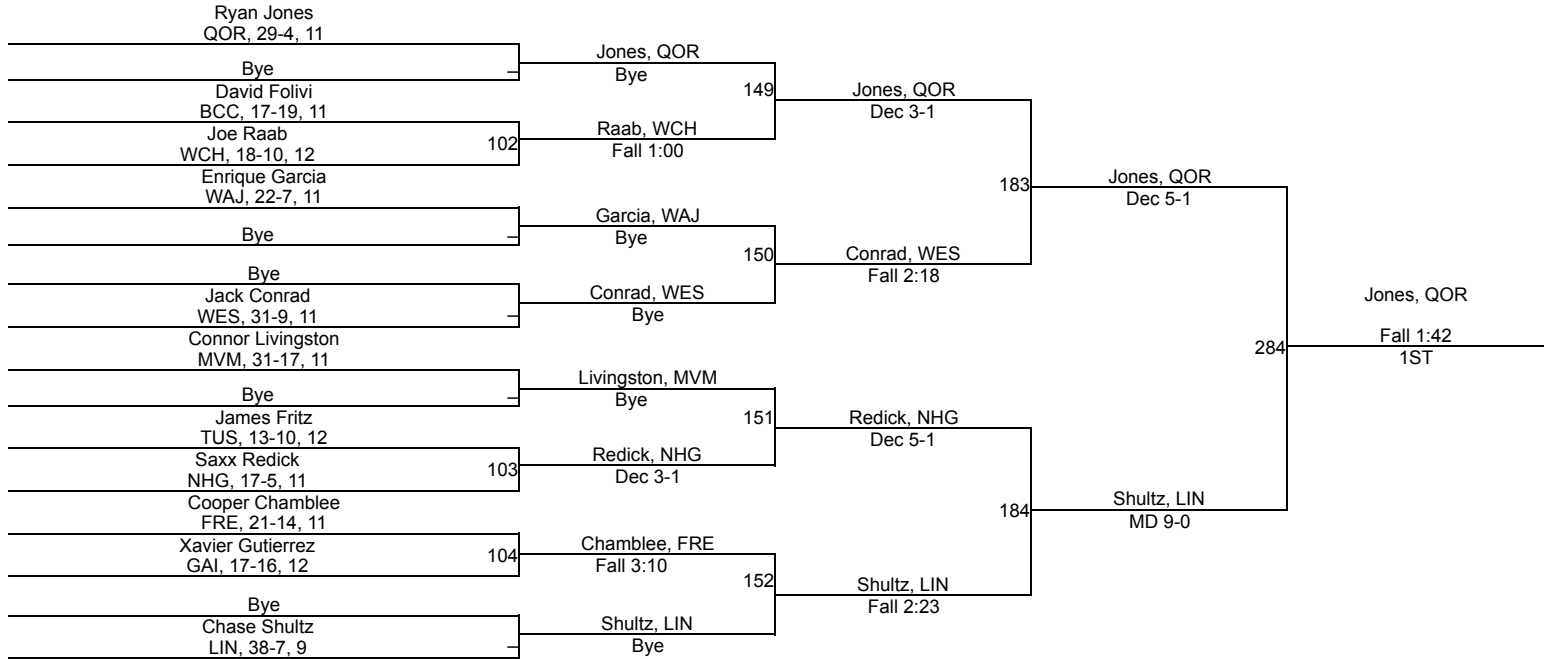 Ryan Jones
QOR, 29-4, 11
Bye
David Folivi
BCC, 17-19, 11
Joe Raab
WCH, 18-10, 12
Enrique Garcia
WAJ, 22-7, 11
Bye
Bye
Jack Conrad
WES, 31-9, 11
Connor Livingston
MVM, 31-17, 11
Bye
James Fritz
TUS, 13-10, 12
Saxx Redick
NHG, 17-5, 11
Cooper Chamblee
FRE, 21-14, 11
Xavier Gutierrez
GAI, 17-16, 12
Bye
Chase Shultz
LIN, 38-7, 9
102
103
104
Jones, QOR
Bye
Raab, WCH
Fall 1:00
Garcia, WAJ
Bye
Conrad, WES
Bye
Livingston, MVM
Bye
Redick, NHG
Dec 3-1
Chamblee, FRE
Fall 3:10
Shultz, LIN
Bye
149
150
151
152
Jones, QOR
Dec 3-1
Conrad, WES
Fall 2:18
Redick, NHG
Dec 5-1
Shultz, LIN
Fall 2:23
183
184
Jones, QOR
Dec 5-1
Shultz, LIN
MD 9-0
284
Jones, QOR
Fall 1:42
1ST